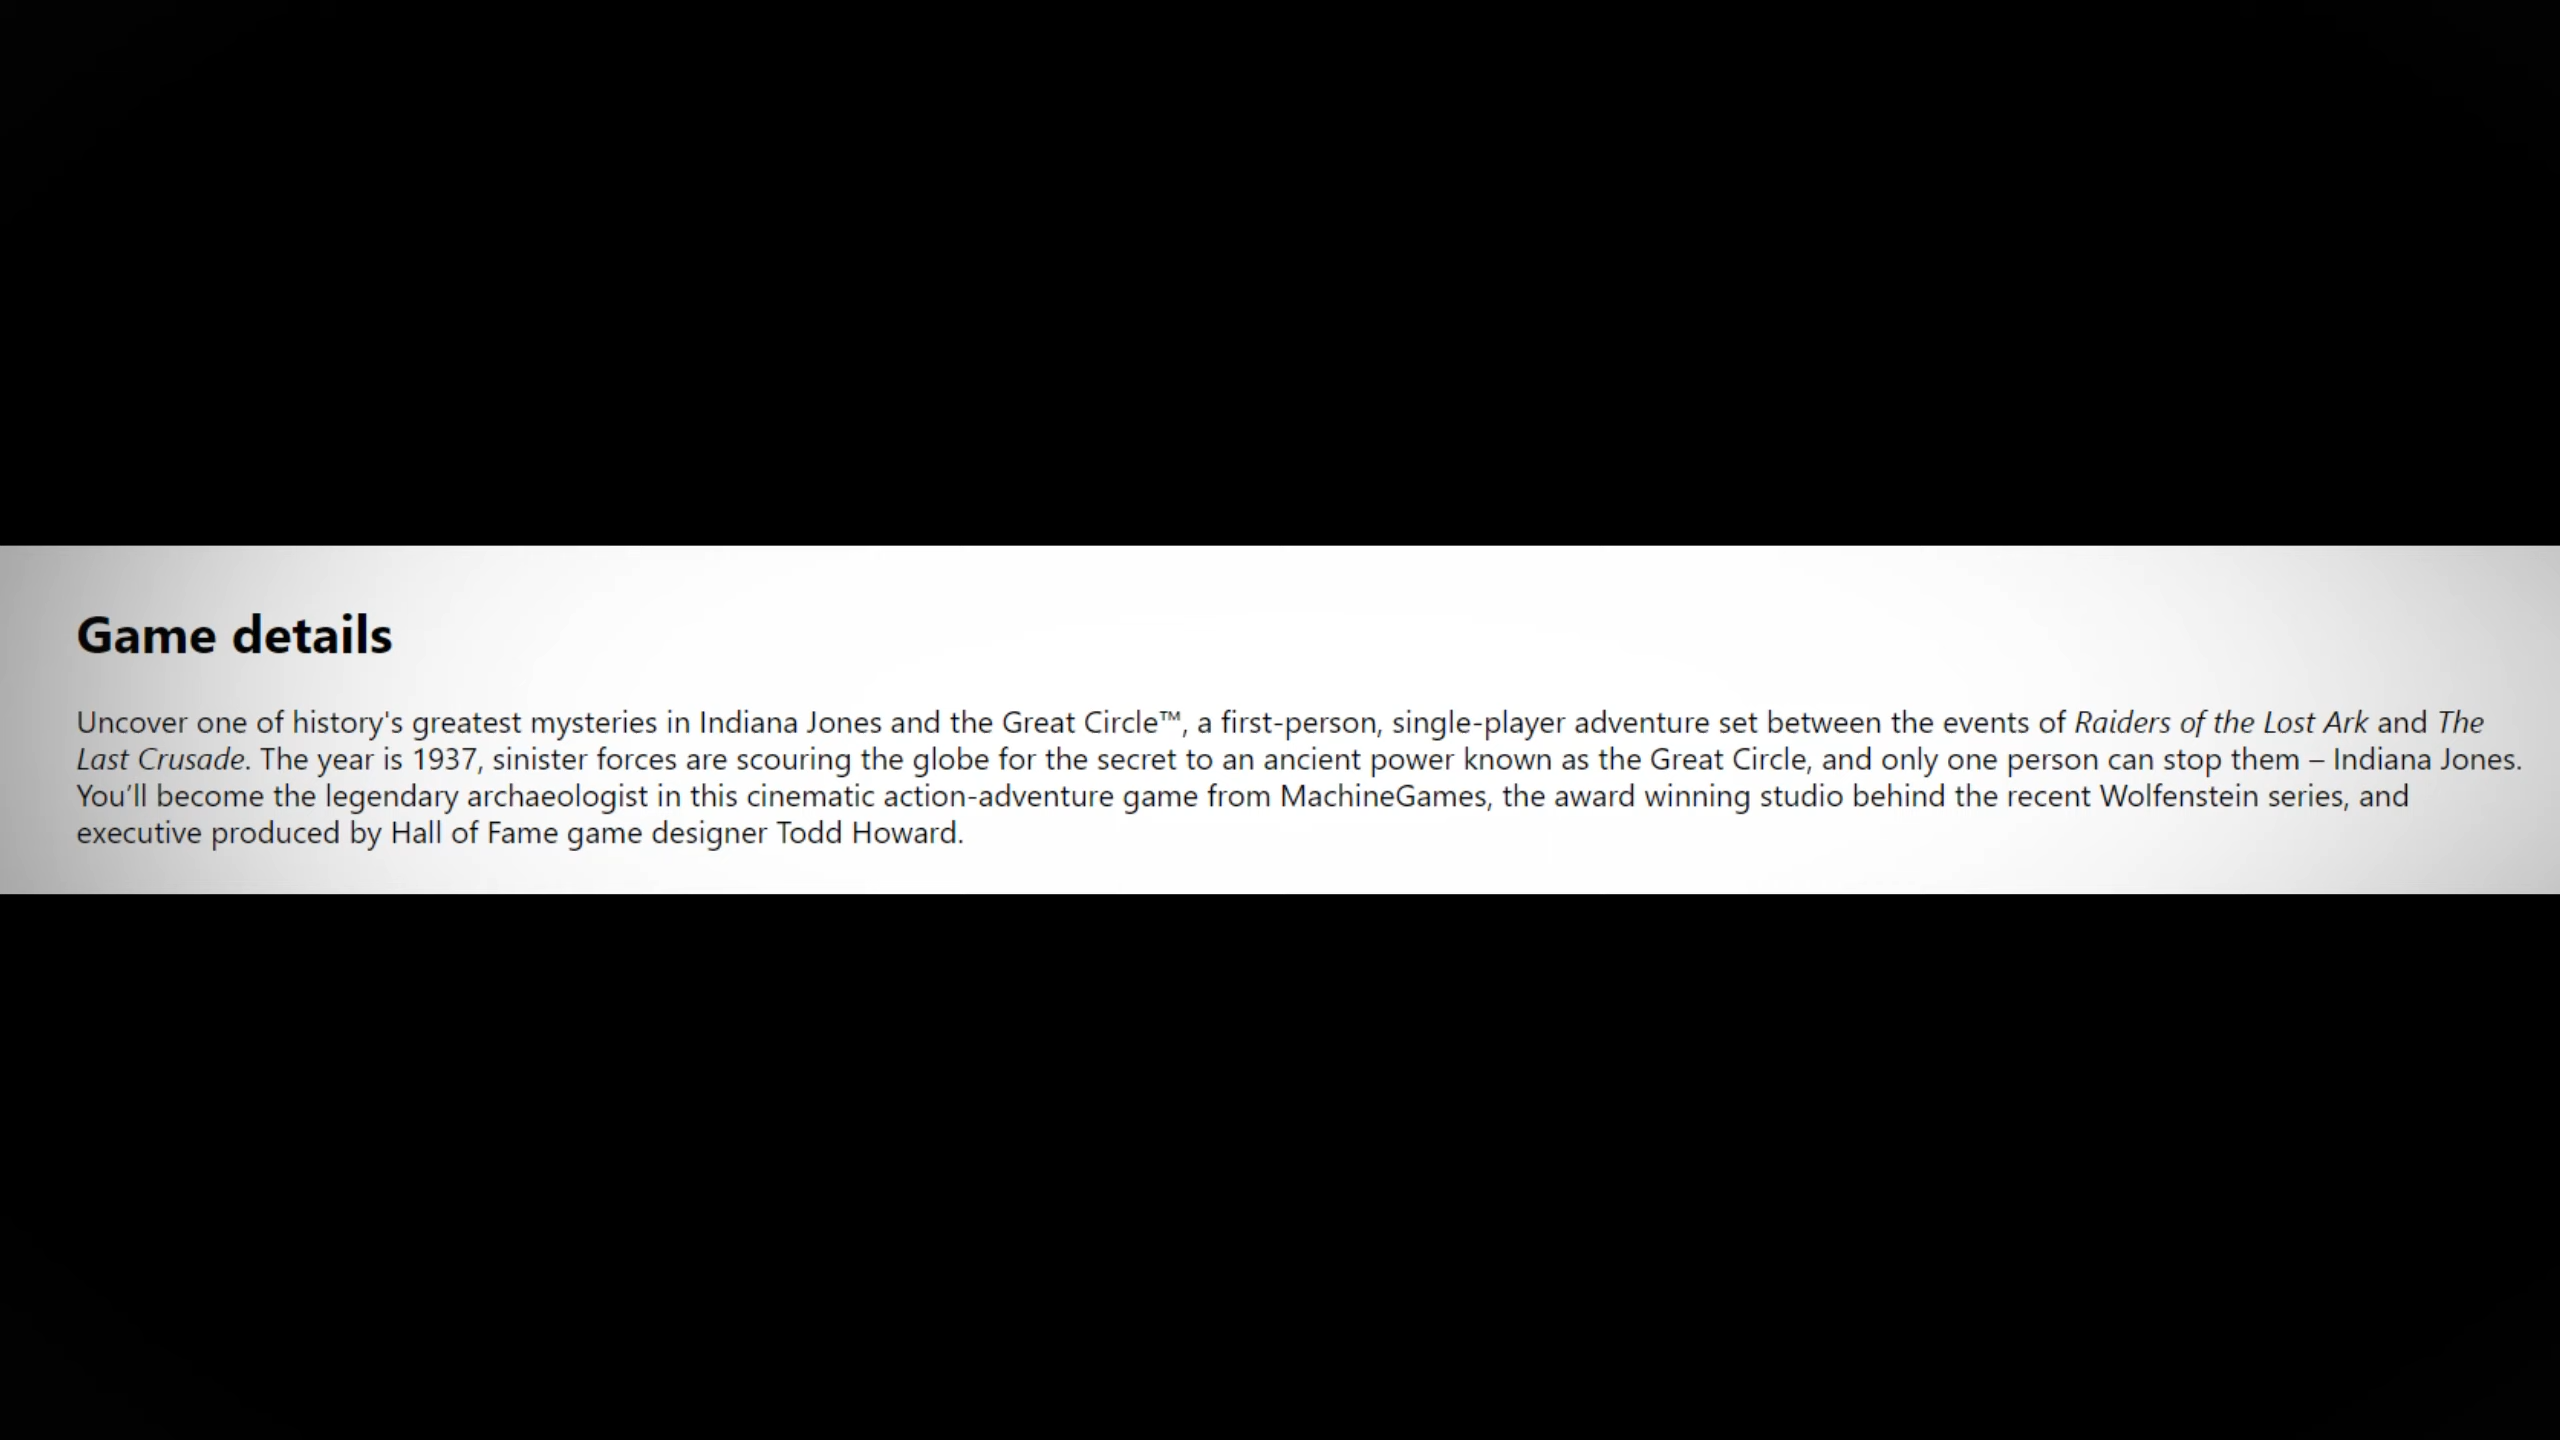 Game details
Uncover one of history's greatest mysteries in Indiana Jones and the Great Circle™, a first-person, single-player adventure set between the events of Raiders of the Lost Ark and The
Last Crusade. The year is 1937, sinister forces are scouring the globe for the secret to an ancient power known as the Great Circle, and only one person can stop them – Indiana Jones.
You’ll become the legendary archaeologist in this cinematic action-adventure game from MachineGames, the award winning studio behind the recent Wolfenstein series, and
executive produced by Hall of Fame game designer Todd Howard.